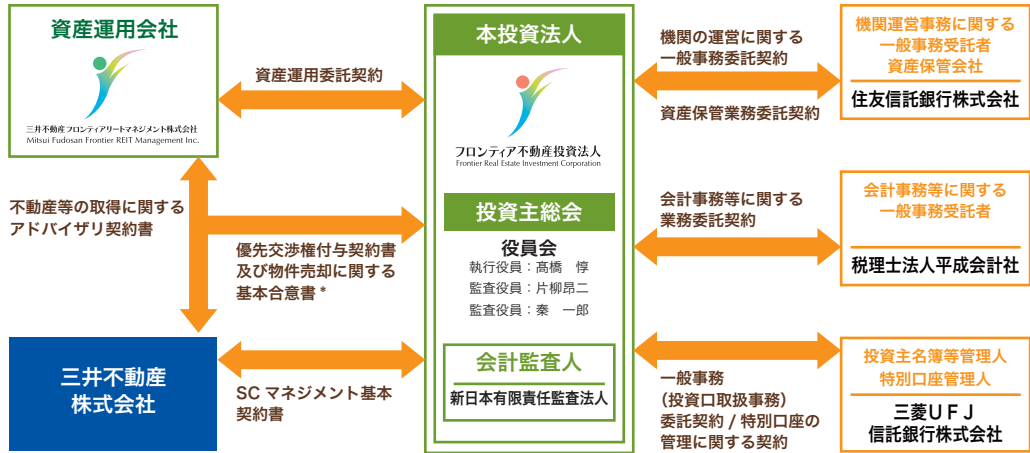 資産運用会社
三井不動産フロンティアリートマネジメント株式会社
Mitsui Fudosan Frontier REIT Management Inc.
不動産等の取得に関する
アドバイザリ契約書
三井不動産
株式会社
資産運用委託契約
優先交渉権付与契約書
及び物件売却に関する
基本合意書*
SC マネジメント基本
契約書
本投資法人
フロンティア不動産投資法人
Frontier Real Estate Investment Corporation
投資主総会
役員会
執行役員:髙橋 惇
監査役員:片柳昂二
監査役員:秦 一郎
会計監査人
新日本有限責任監査法人
機関の運営に関する
一般事務委託契約
資産保管業務委託契約
会計事務等に関する
業務委託契約
一般事務
(投資口取扱事務)
委託契約 / 特別口座の
管理に関する契約
機関運営事務に関する
一般事務受託者
資産保管会社
住友信託銀行株式会社
会計事務等に関する
一般事務受託者
税理士法人平成会計社
投資主名簿等管理人
特別口座管理人
三菱UFJ
信託銀行株式会社